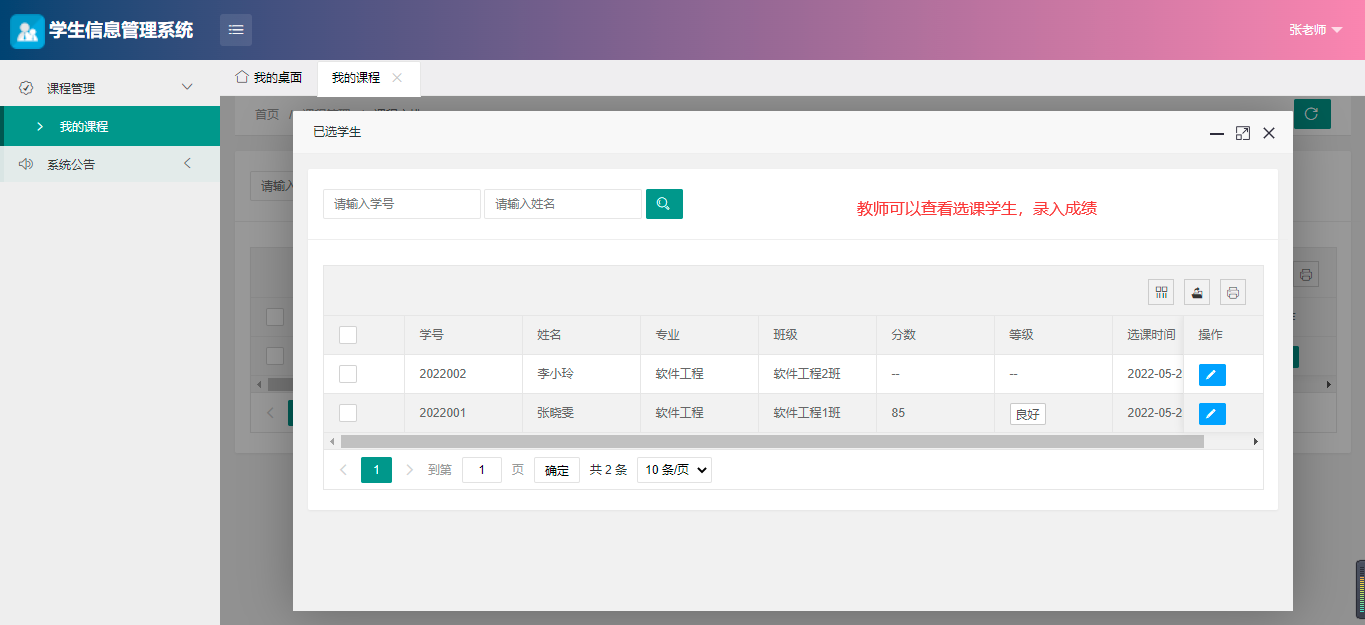 学生信息管理系统
张老师
课程管理
我的课程
系统公告
我的桌面
我的课程
首页 /
请输入
已选学生
请输入学号
请输入姓名
教师可以查看选课学生，录入成绩
学号 姓名 专业 班级 分数 等级 选课时间 操作
2022002 李小玲 软件工程 软件工程2班 -- -- 2022-05-2
2022001 张晓雯 软件工程 软件工程1班 85 良好 2022-05-2
1 到第 1 页 确定 共 2 条 10 条/页